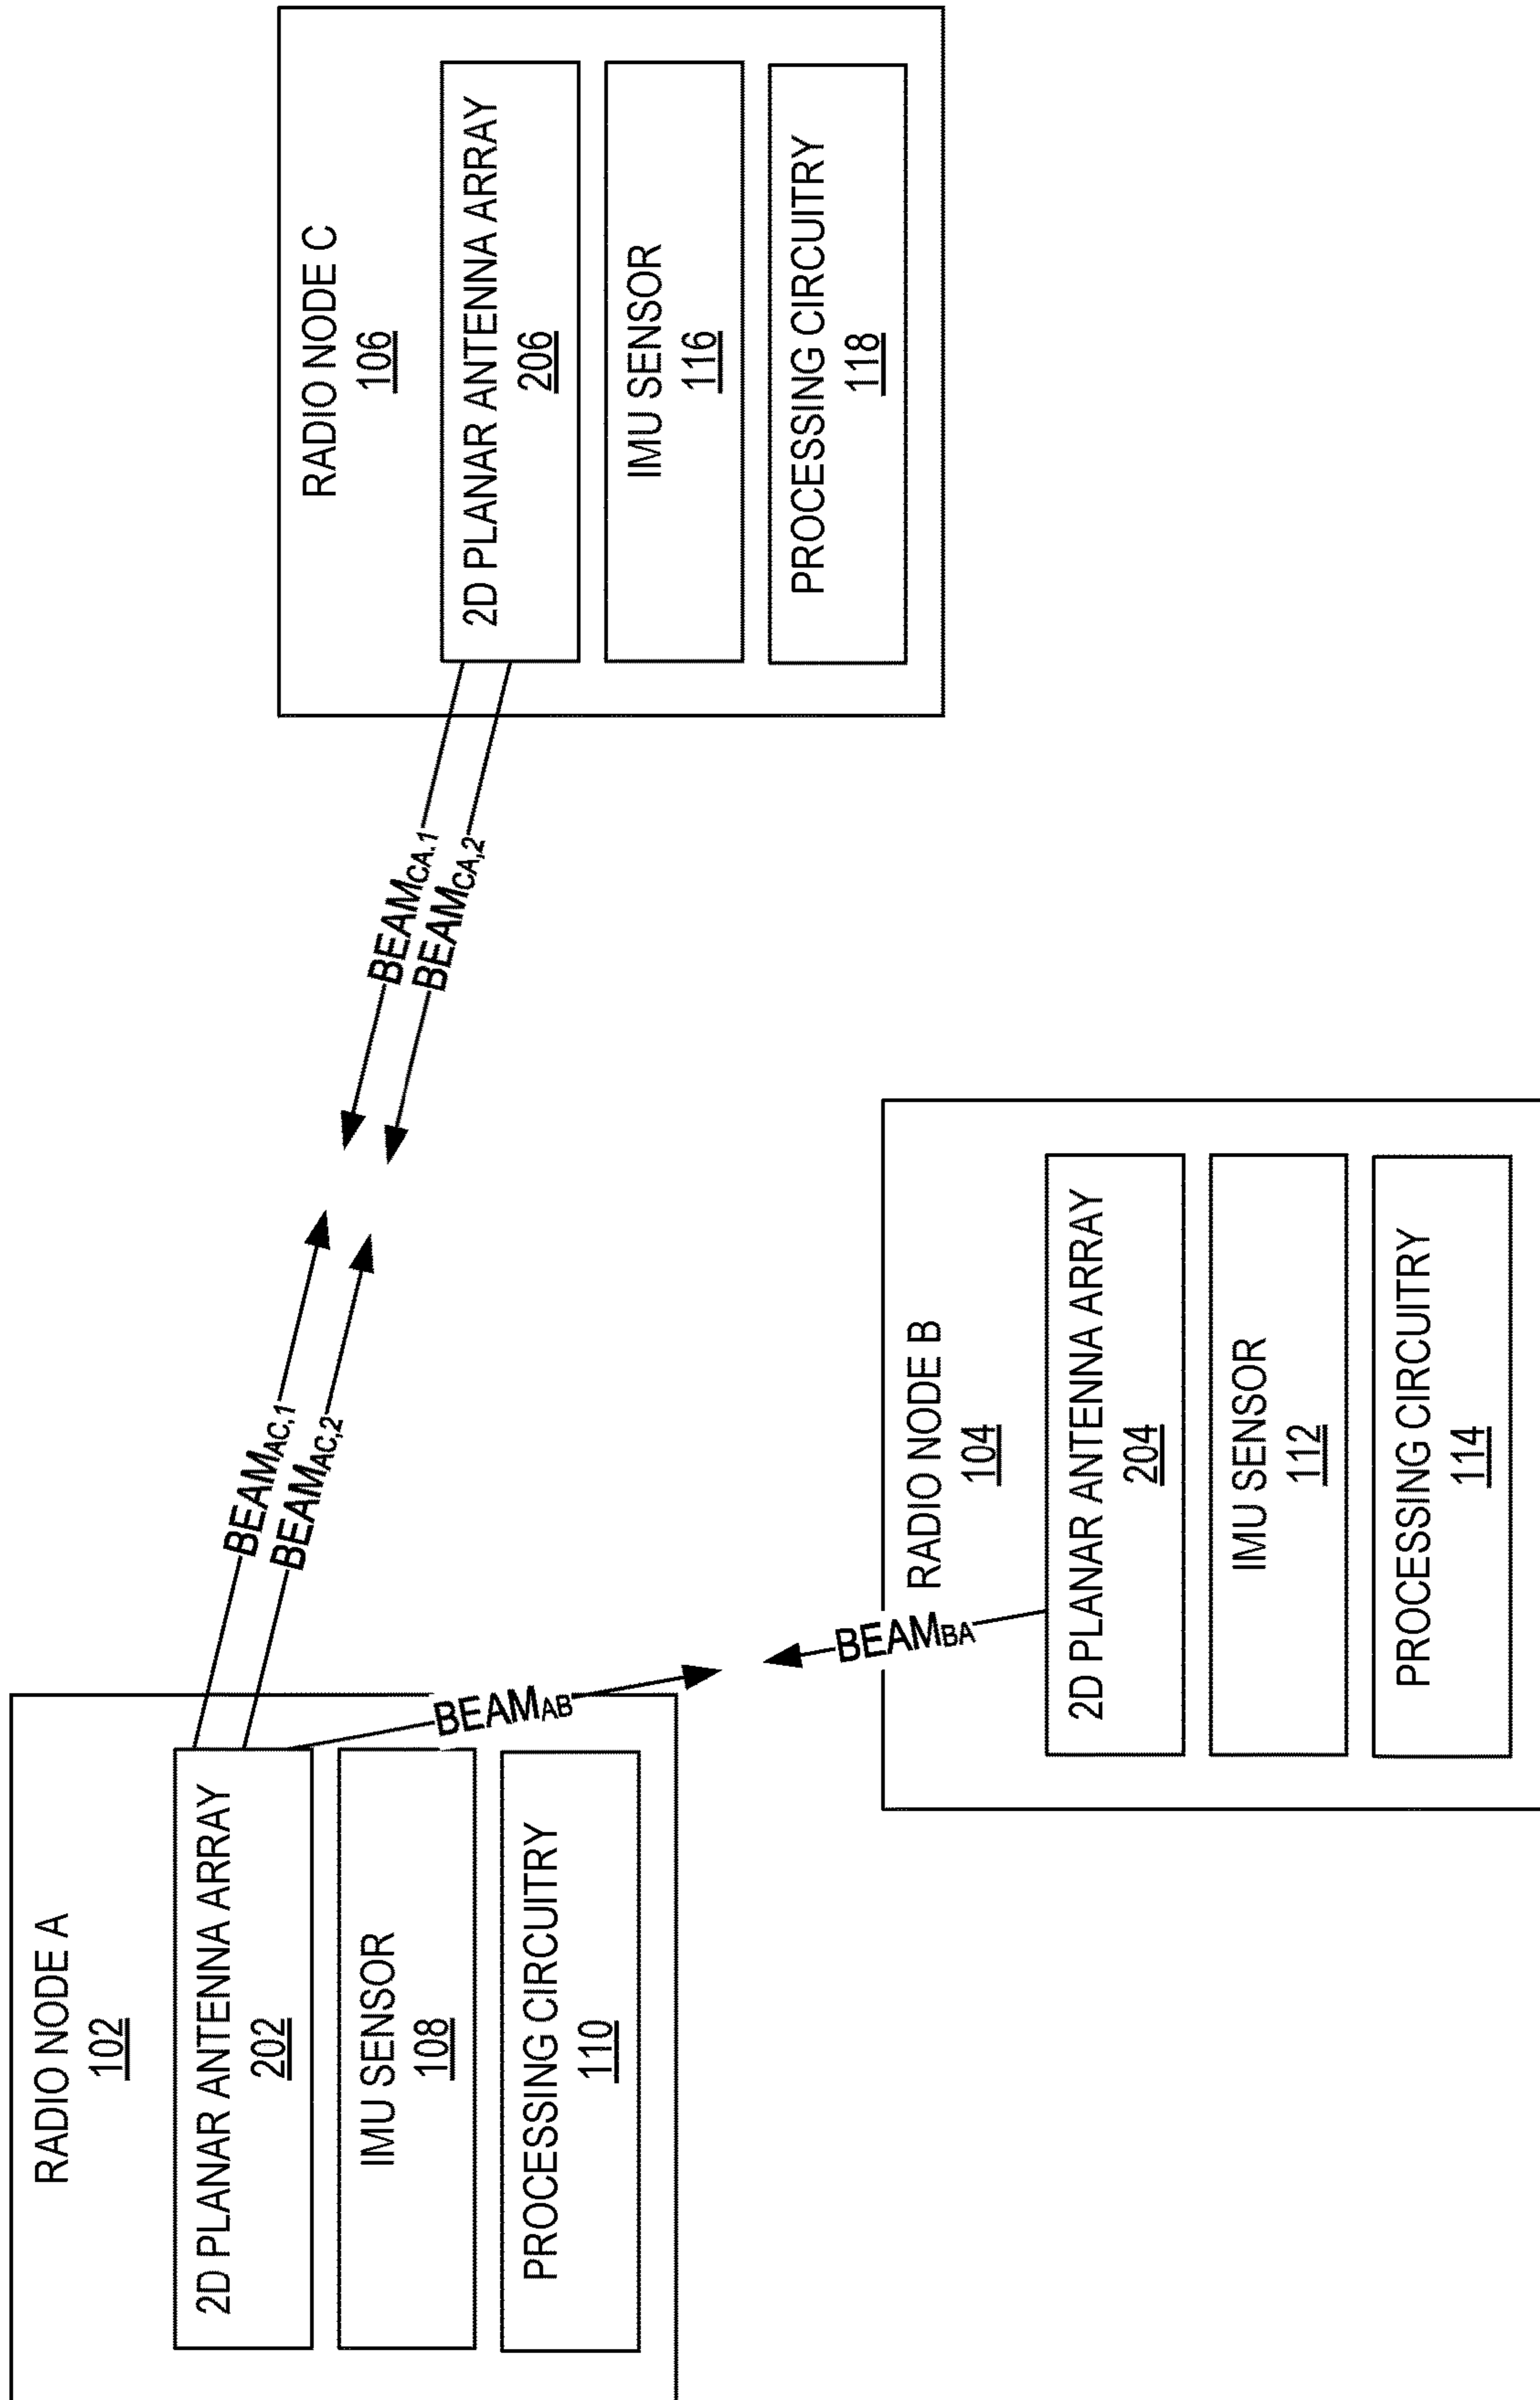 RADIO NODE A
102
2D PLANAR ANTENNA ARRAY
202
IMU SENSOR
108
PROCESSING CIRCUITRY
110
BEAMAC,1
BEAMAC,2
BEAMAB
BEAMCA.1
BEAMCA,2
BEAMBA
RADIO NODE C
106
2D PLANAR ANTENNA ARRAY
206
IMU SENSOR
116
PROCESSING CIRCUITRY
118
RADIO NODE B
104
2D PLANAR ANTENNA ARRAY
204
IMU SENSOR
112
PROCESSING CIRCUITRY
114